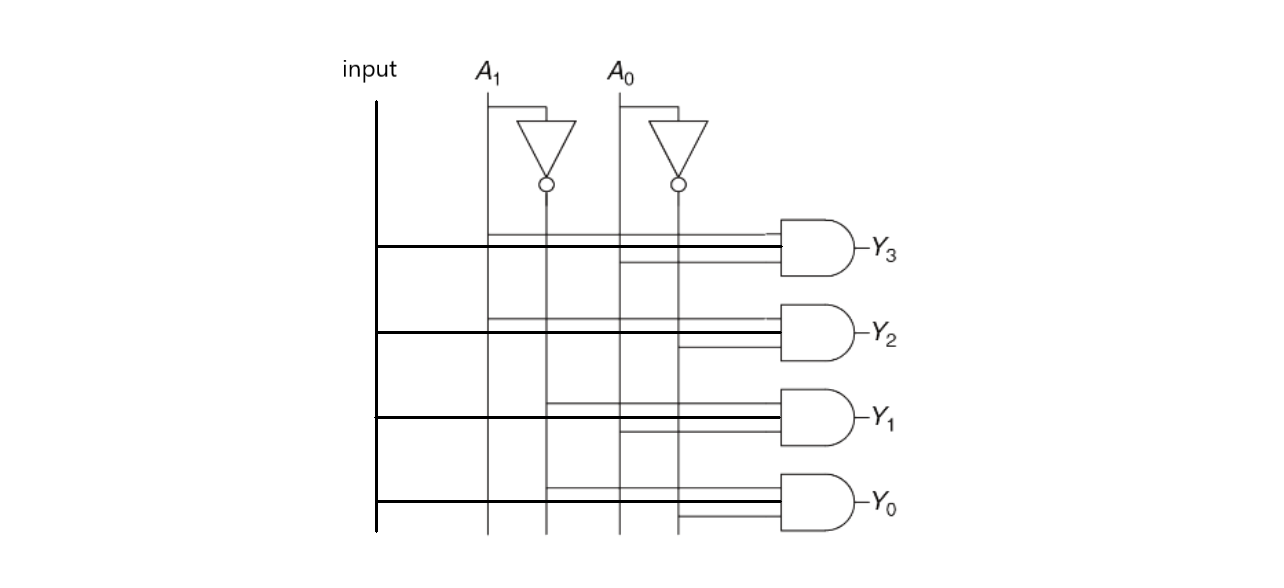 input A₁ A₀
Y₃
Y₂
Y₁
Y₀